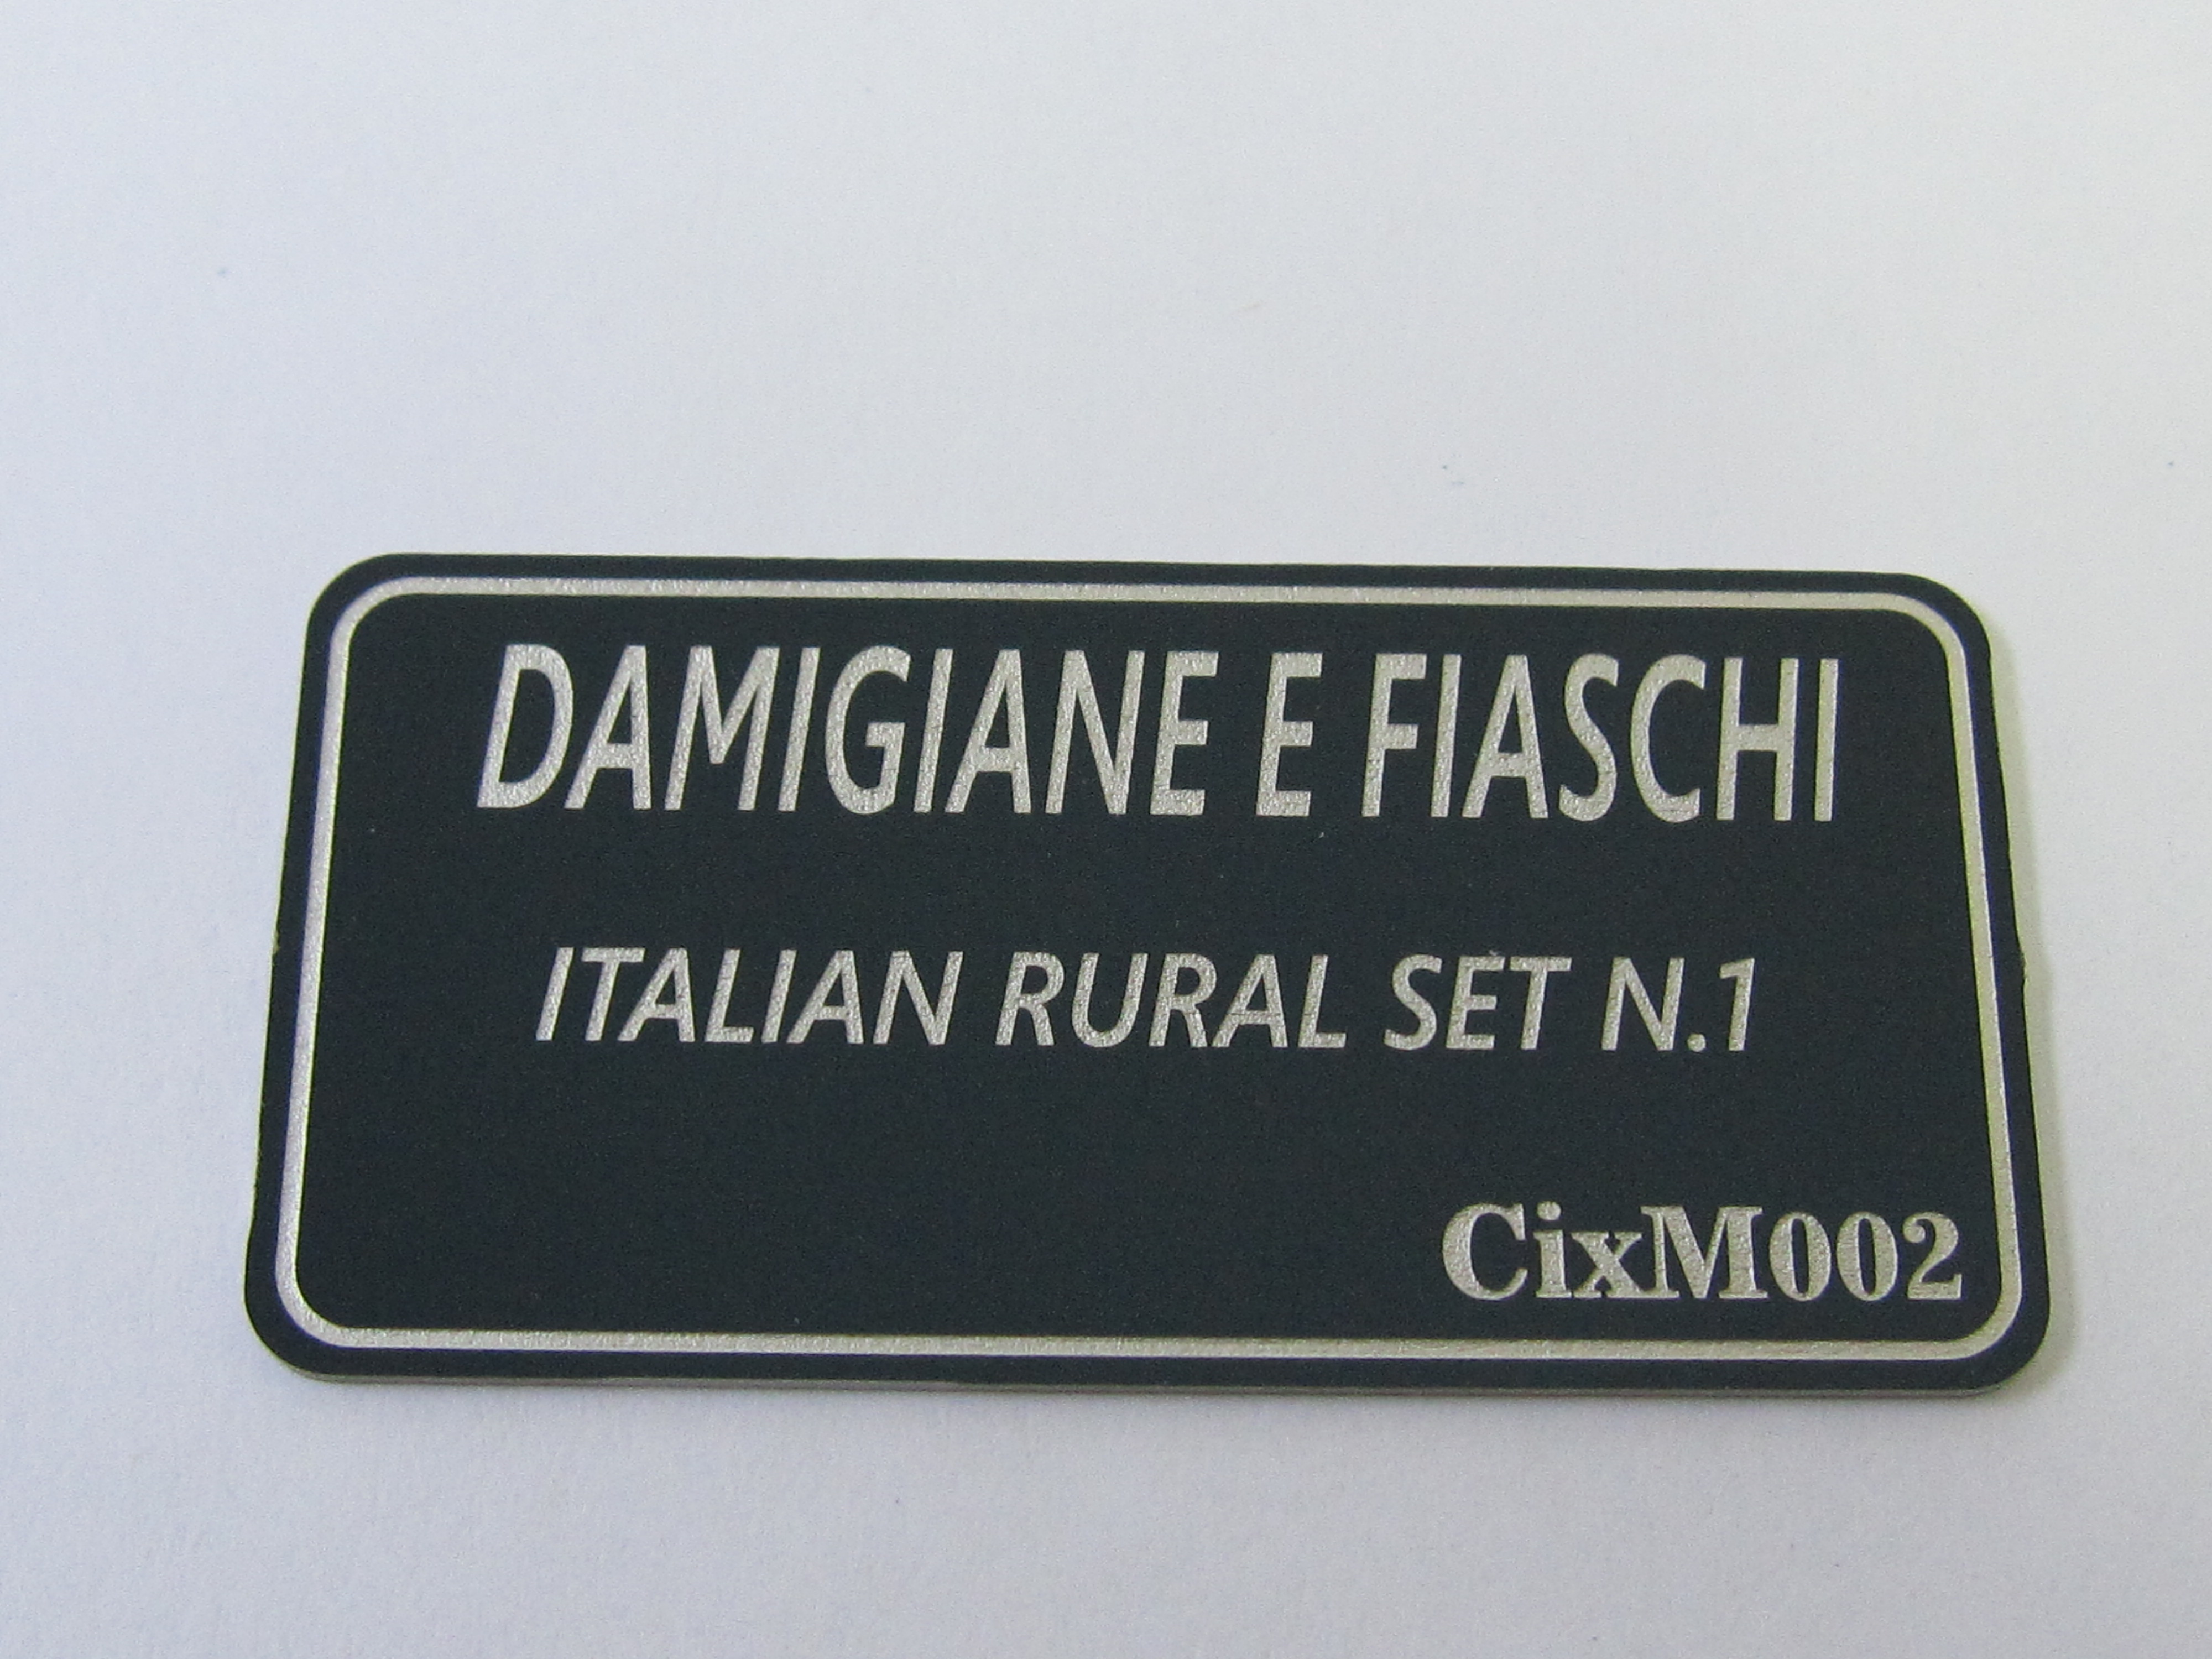 DAMIGIANE E FIASCHI
ITALIAN RURAL SET N.1
CixM002